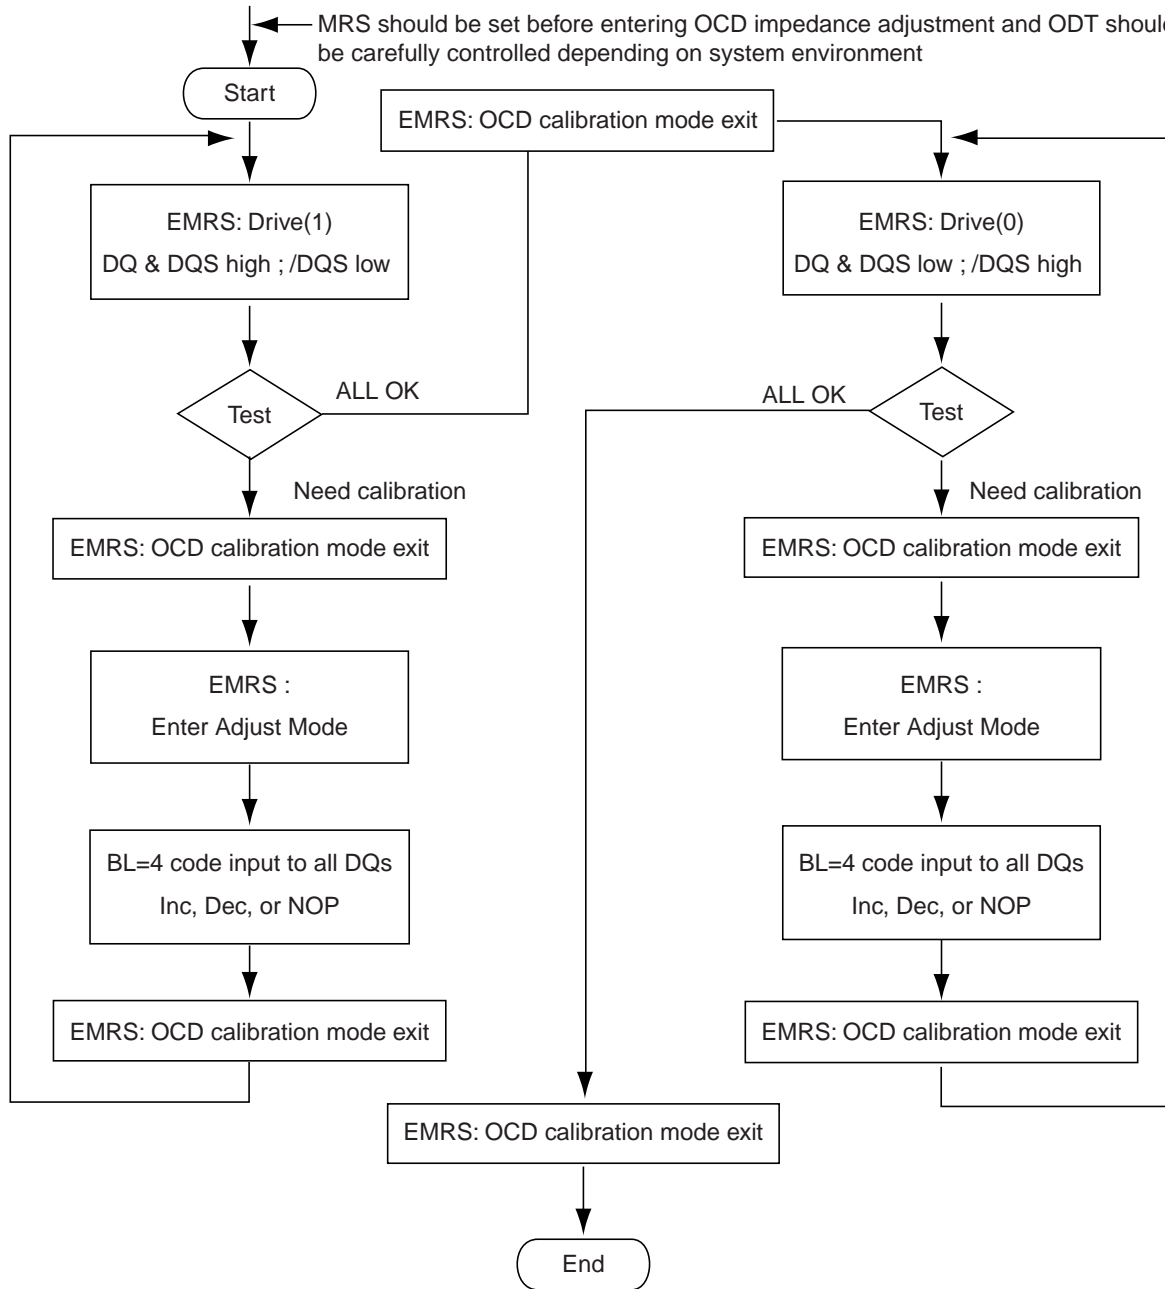 MRS should be set before entering OCD impedance adjustment and ODT should
be carefully controlled depending on system environment
Start
EMRS: OCD calibration mode exit
EMRS: Drive(1)
DQ & DQS high ; /DQS low
EMRS: Drive(0)
DQ & DQS low ; /DQS high
ALL OK
Test
ALL OK
Test
Need calibration
Need calibration
EMRS: OCD calibration mode exit
EMRS: OCD calibration mode exit
EMRS :
Enter Adjust Mode
EMRS :
Enter Adjust Mode
BL=4 code input to all DQs
Inc, Dec, or NOP
BL=4 code input to all DQs
Inc, Dec, or NOP
EMRS: OCD calibration mode exit
EMRS: OCD calibration mode exit
EMRS: OCD calibration mode exit
End